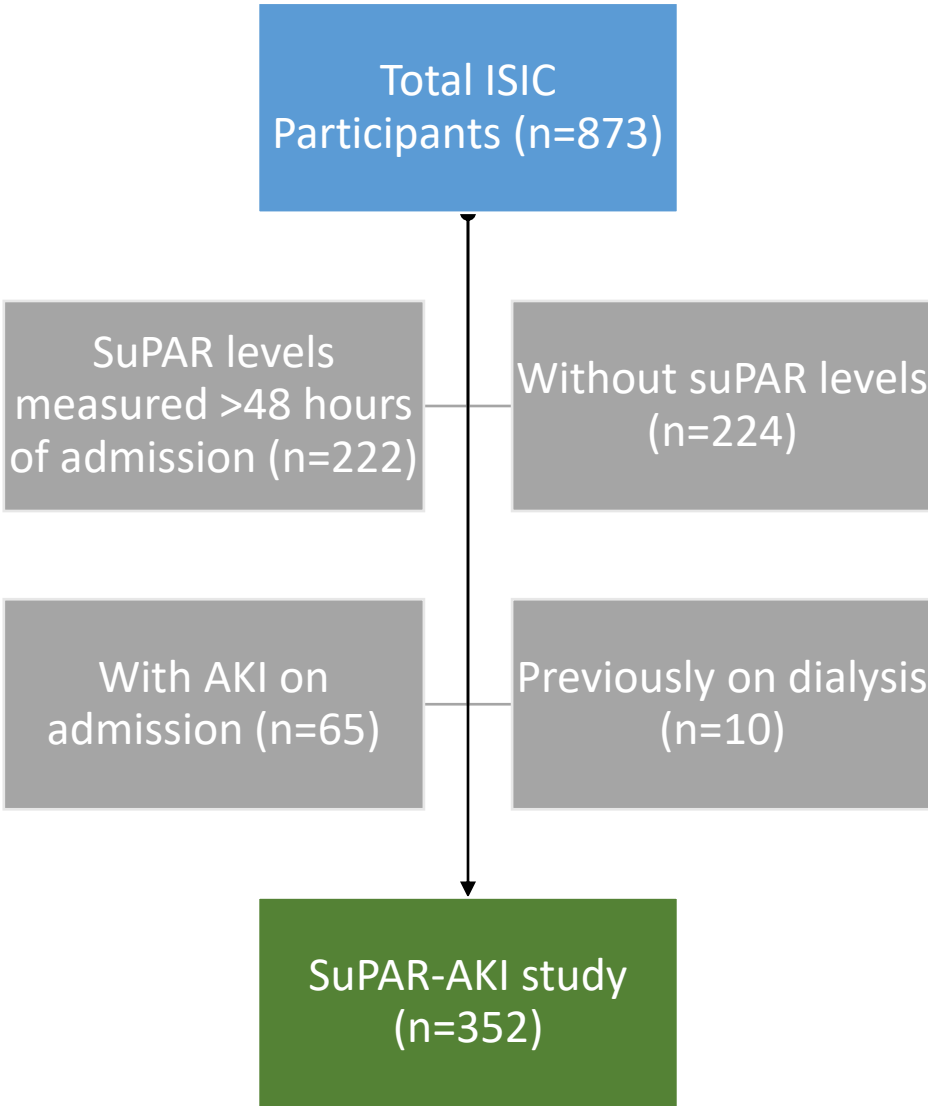 Total ISIC
Participants (n=873)
SuPAR levels
measured >48 hours
of admission (n=222)
Without suPAR levels
(n=224)
With AKI on
admission (n=65)
Previously on dialysis
(n=10)
SuPAR-AKI study
(n=352)